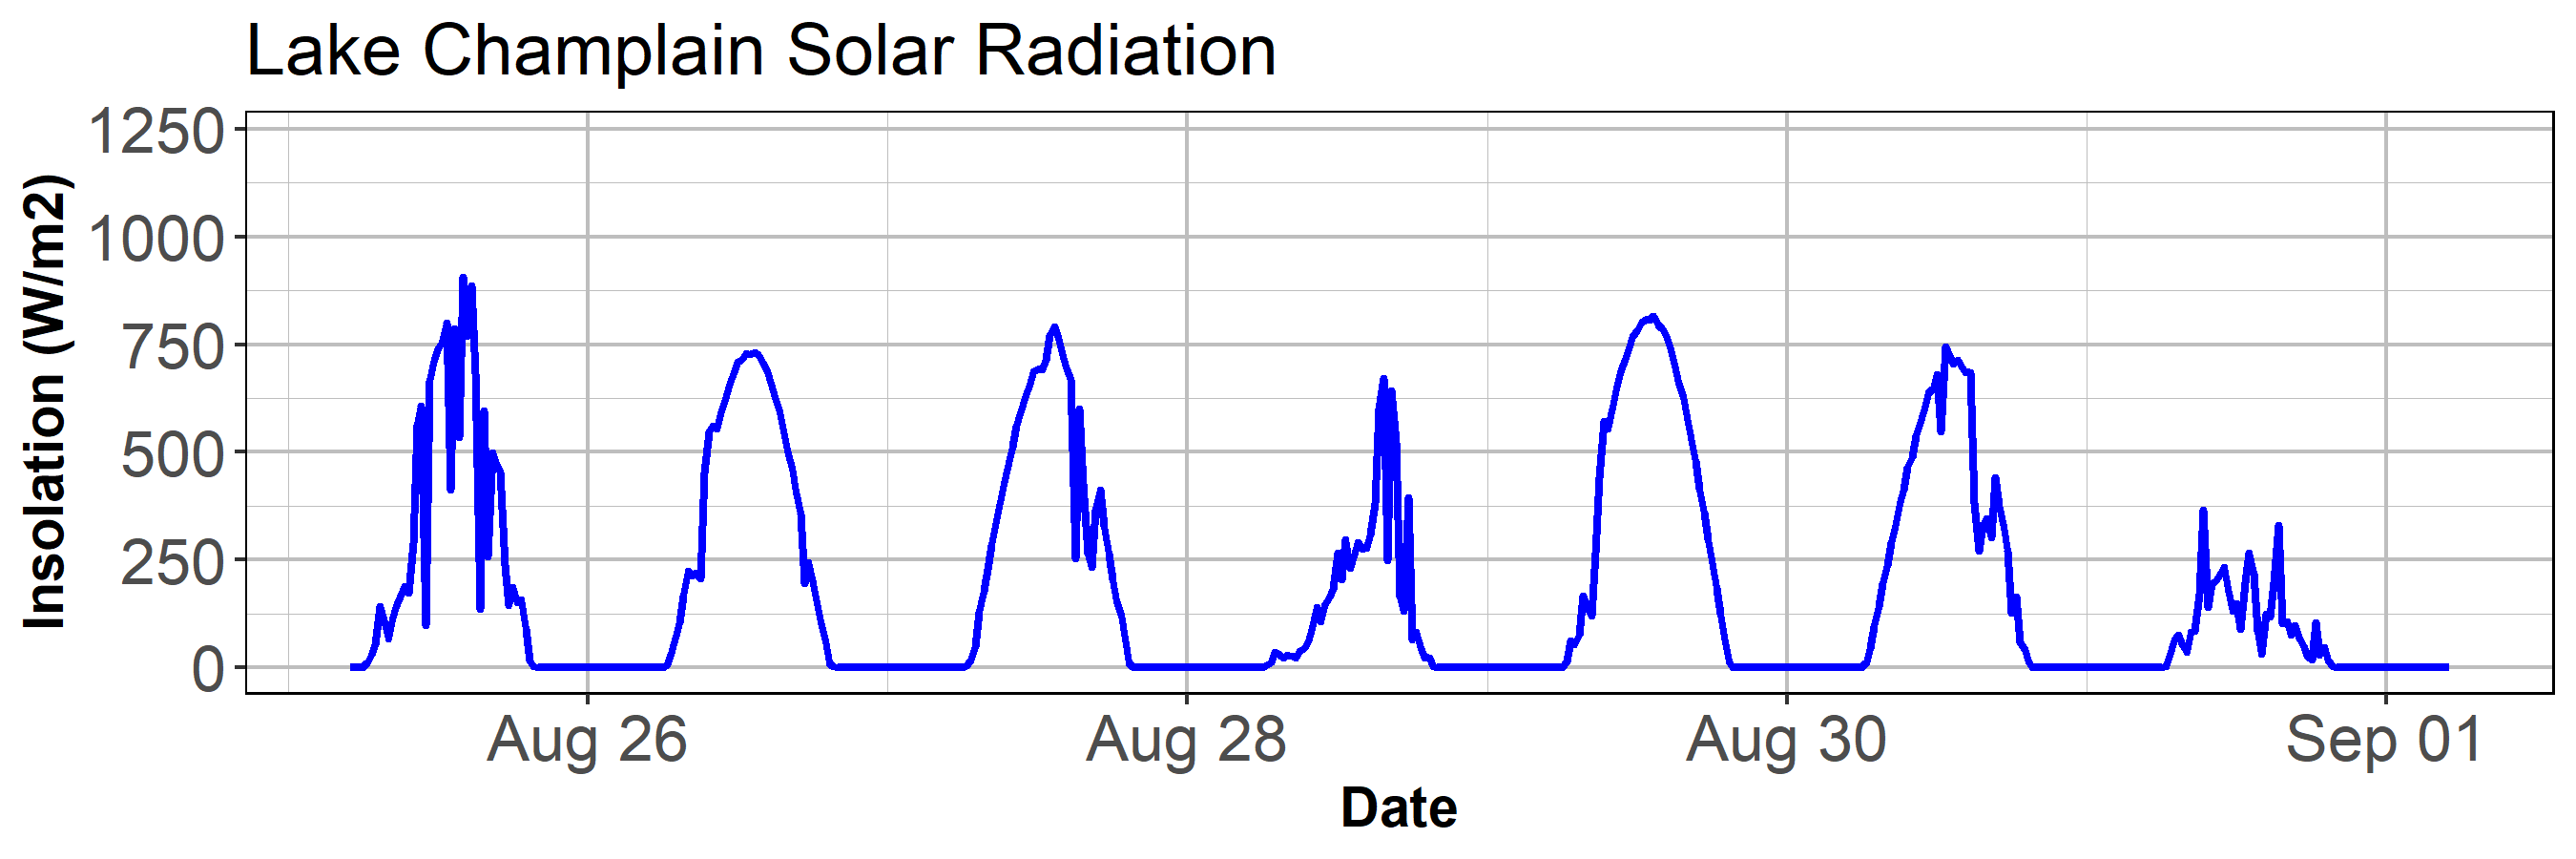 Lake Champlain Solar Radiation
1250
1000
750
500
250
0
Insolation (W/m2)
Aug 26 Aug 28 Aug 30 Sep 01
Date